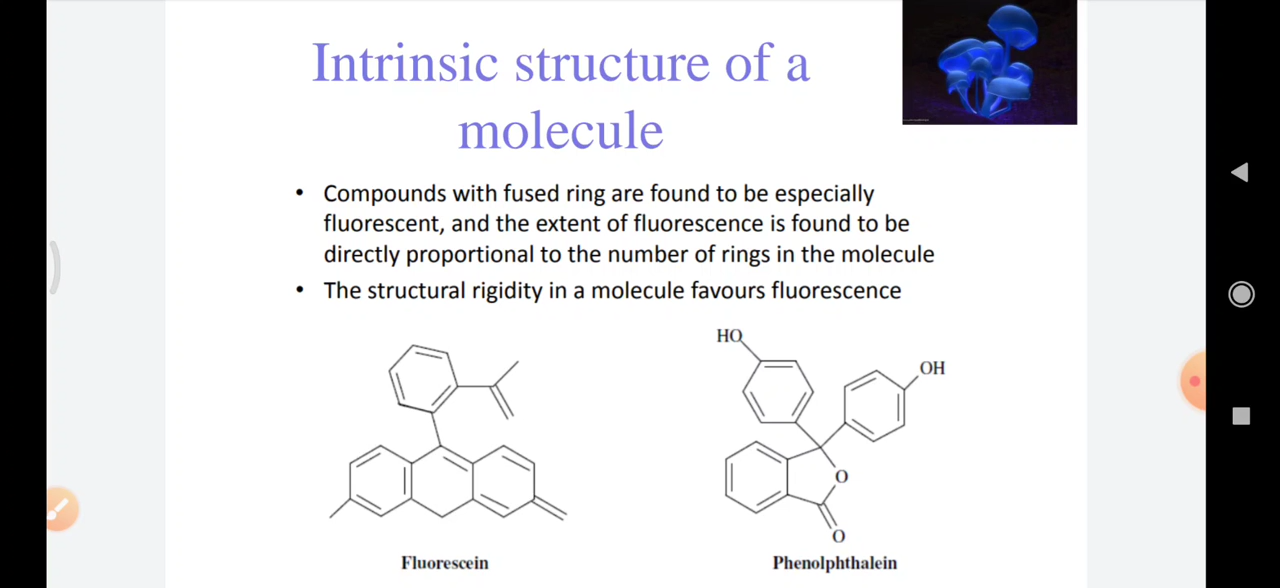 Intrinsic structure of a
molecule
• Compounds with fused ring are found to be especially
fluorescent, and the extent of fluorescence is found to be
directly proportional to the number of rings in the molecule
• The structural rigidity in a molecule favours fluorescence
HO
OH
O
O
Fluorescein
Phenolphthalein